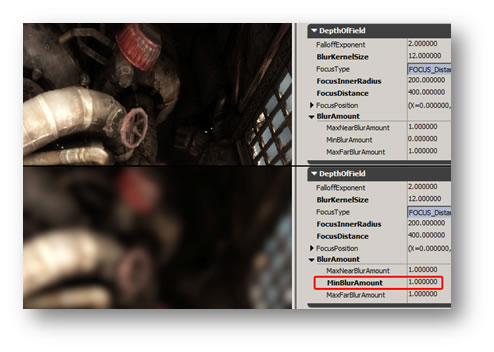 DepthOfField
FalloffExponent 2.000000
BlurKernelSize 12.000000
FocusType FOCUS_Dista
FocusInnerRadius 200.000000
FocusDistance 400.000000
FocusPosition (X=0.000000,
BlurAmount
MaxNearBlurAmount 1.000000
MinBlurAmount 0.000000
MaxFarBlurAmount 1.000000
DepthOfField
FalloffExponent 2.000000
BlurKernelSize 12.000000
FocusType FOCUS_Dista
FocusInnerRadius 200.000000
FocusDistance 400.000000
FocusPosition (X=0.000000,
BlurAmount
MaxNearBlurAmount 1.000000
MinBlurAmount 1.000000
MaxFarBlurAmount 1.000000